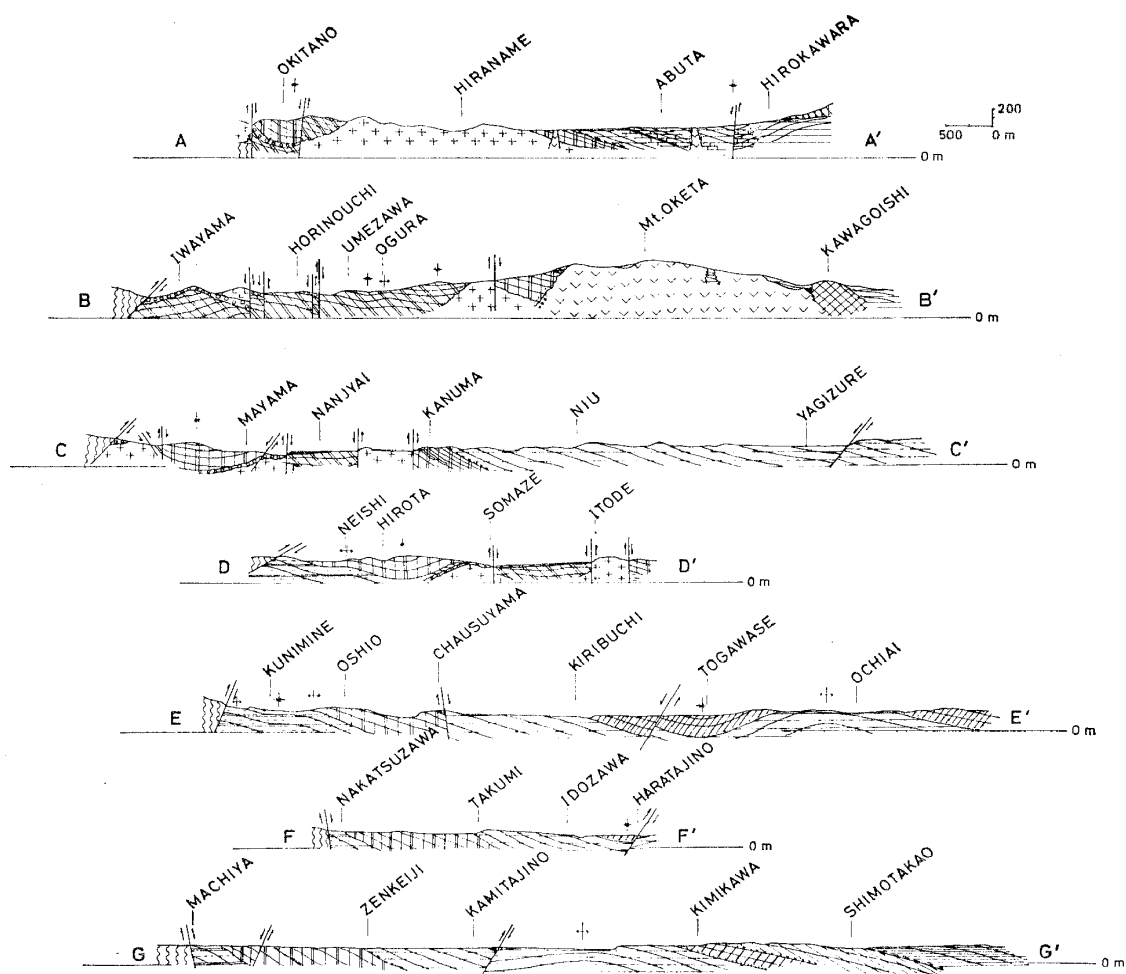 OKITANO
HIRANAME
ABUTA
HIROKAWARA
A
A′
200
500
0 m
0 m
IWAYAMA
HORINOUCHI
UMEZAWA
OGURA
Mt. OKETA
KAWAGOISHI
B
B′
0 m
MAYAMA
NANJYAI
KANUMA
NIU
YAGIZURE
C
C′
0 m
NEISHI
HIROTA
SOMAZE
ITODE
D
D′
0 m
KUNIMINE
OSHIO
CHAUSUYAMA
KIRIBUCHI
TOGAWASE
OCHIAI
E
E′
0 m
NAKATSUZAWA
TAKUMI
IDOZAWA
HARATAJINO
F
F′
0 m
MACHIYA
ZENKEIJI
KAMITAJINO
KIMIKAWA
SHIMOTAKAO
G
G′
0 m